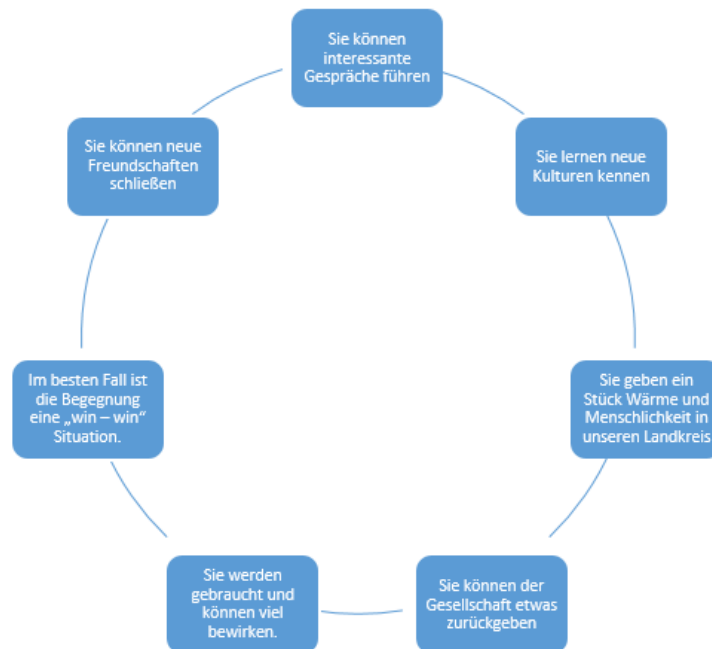 Sie können
interessante
Gespräche führen
Sie lernen neue
Kulturen kennen
Sie geben ein
Stück Wärme und
Menschlichkeit in
unseren Landkreis
Sie können der
Gesellschaft etwas
zurückgeben
Sie werden
gebraucht und
können viel
bewirken.
Im besten Fall ist
die Begegnung
eine „win – win“
Situation.
Sie können neue
Freundschaften
schließen